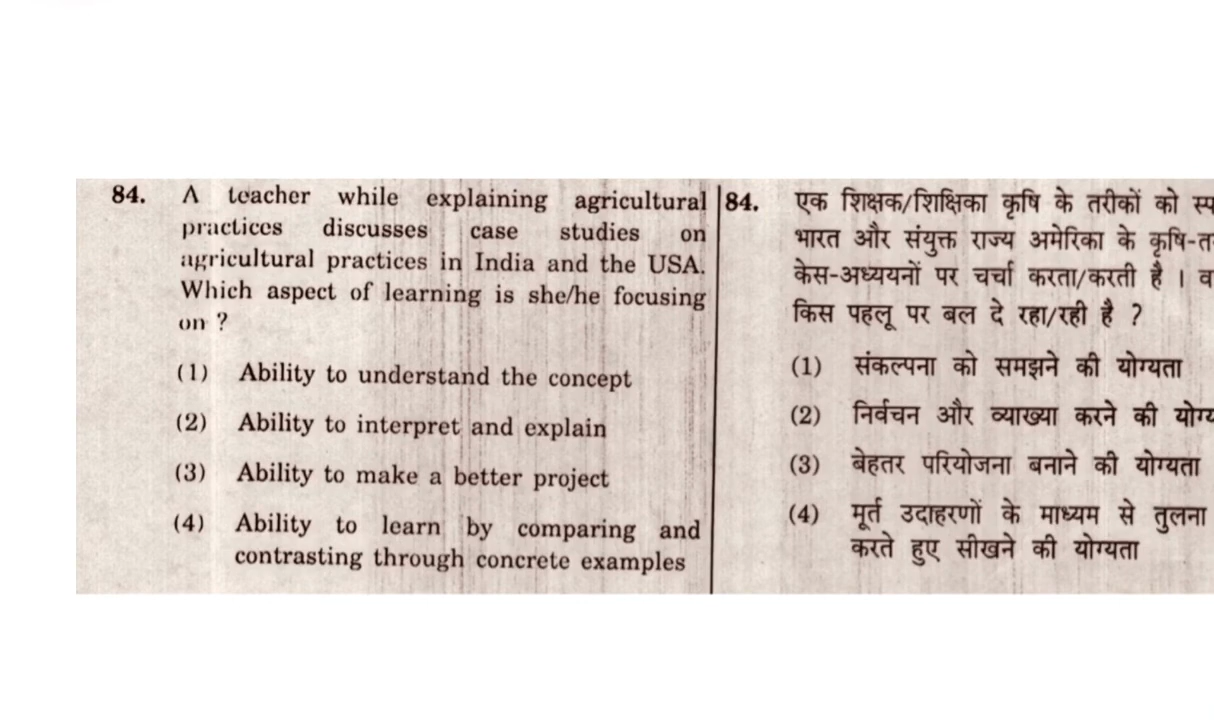 84. A teacher while explaining agricultural
practices discusses case studies on
agricultural practices in India and the USA.
Which aspect of learning is she/he focusing
on ?
(1) Ability to understand the concept
(2) Ability to interpret and explain
(3) Ability to make a better project
(4) Ability to learn by comparing and
contrasting through concrete examples
84. एक शिक्षक/शिक्षिका कृषि के तरीकों को
भारत और संयुक्त राज्य अमेरिका के
केस-अध्ययनों पर चर्चा करता/करती है ।
किस पहलू पर बल दे रहा/रही है ?
(1) संकल्पना को समझने की योग्यता
(2) निर्वचन और व्याख्या करने की
(3) बेहतर परियोजना बनाने की योग्यता
(4) मूर्त उदाहरणों के माध्यम से तुलना
करते हुए सीखने की योग्यता